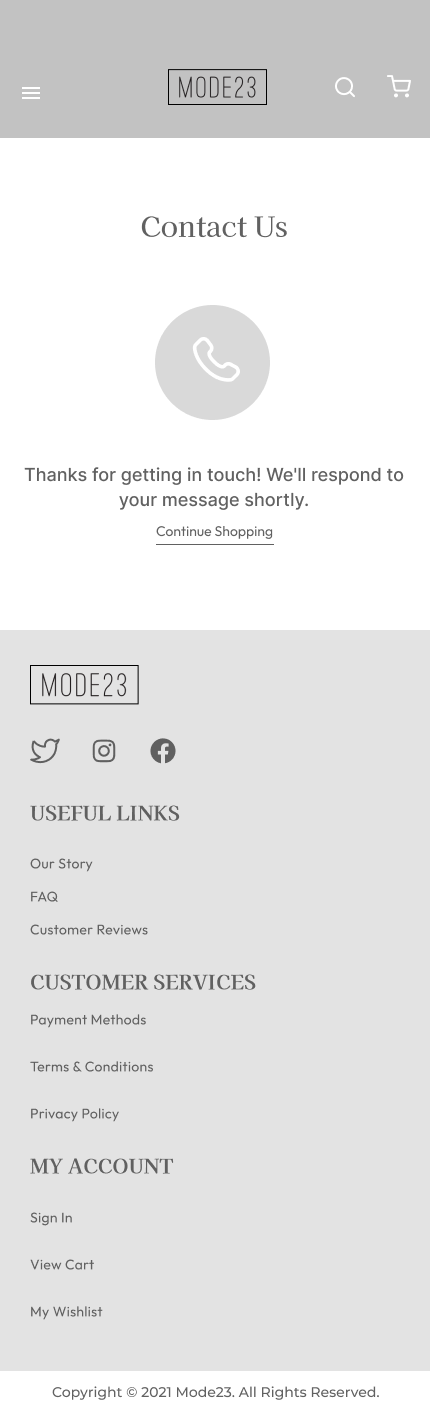 MODE23
Contact Us
Thanks for getting in touch! We'll respond to
your message shortly.
Continue Shopping
MODE23
USEFUL LINKS
Our Story
FAQ
Customer Reviews
CUSTOMER SERVICES
Payment Methods
Terms & Conditions
Privacy Policy
MY ACCOUNT
Sign In
View Cart
My Wishlist
Copyright © 2021 Mode23. All Rights Reserved.